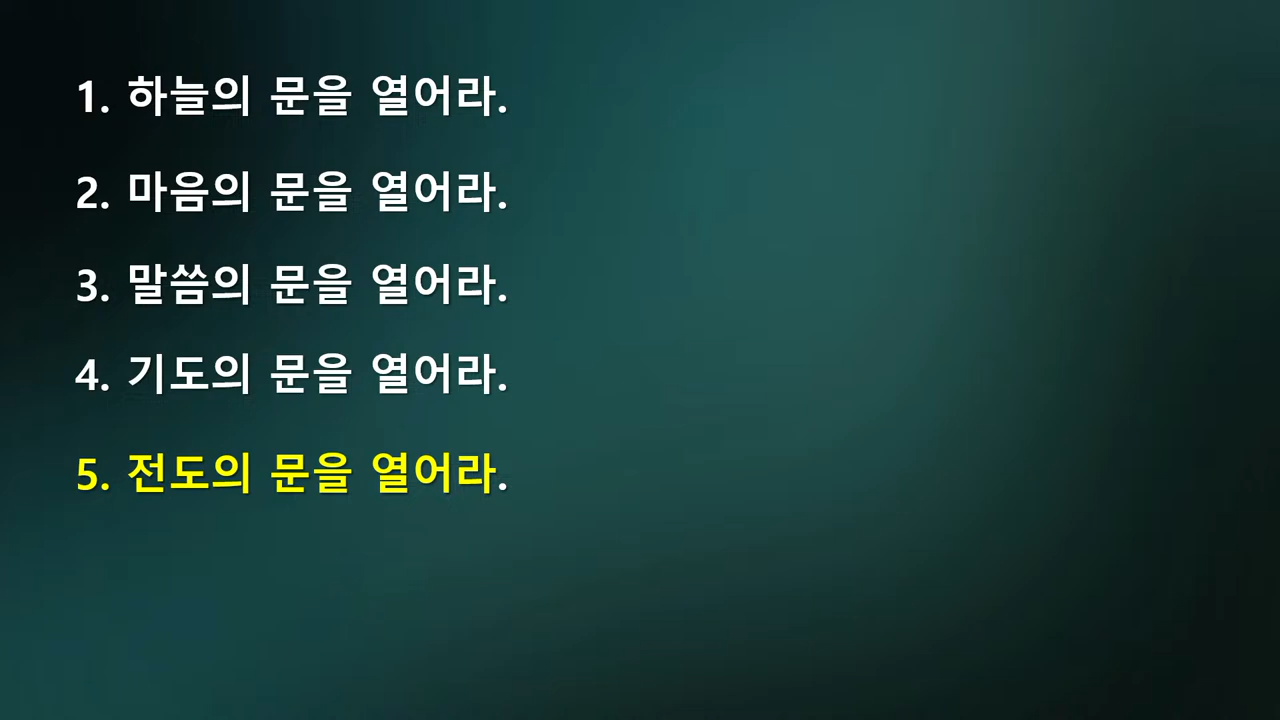 1. 하늘의 문을 열어라.
2. 마음의 문을 열어라.
3. 말씀의 문을 열어라.
4. 기도의 문을 열어라.
5. 전도의 문을 열어라.